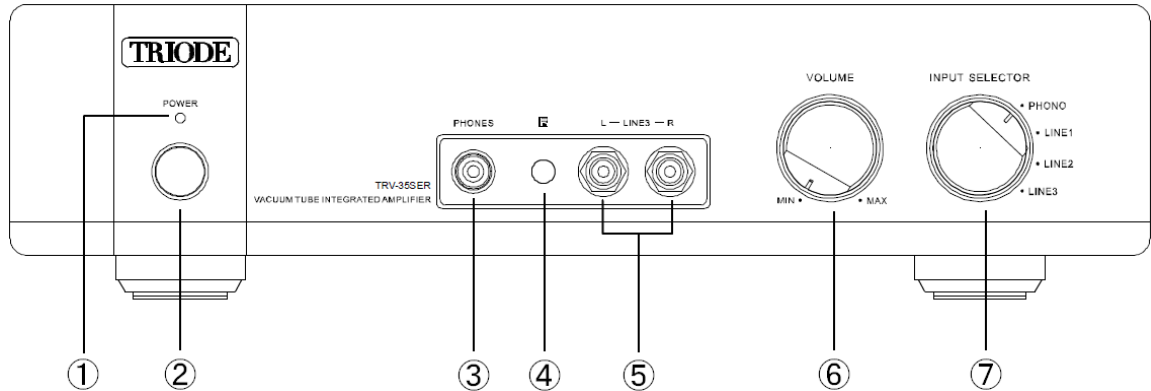 TRIODE
POWER
PHONES
L — LINE3 — R
TRV-35SER
VACUUM TUBE INTEGRATED AMPLIFIER
VOLUME
MIN • • MAX
INPUT SELECTOR
• PHONO
• LINE1
• LINE2
• LINE3
① ② ③ ④ ⑤ ⑥ ⑦